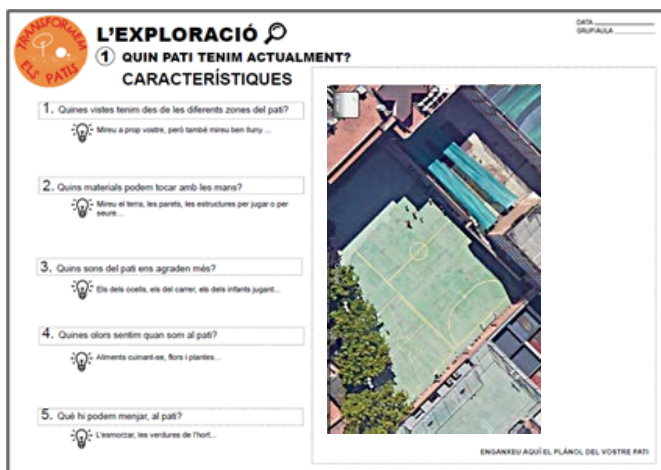 TRANSFORMEM
ELS PATIS
L'EXPLORACIÓ
DATA
GRUP/AULA
1 QUIN PATI TENIM ACTUALMENT?
CARACTERÍSTIQUES
1. Quines vistes tenim des de les diferents zones del pati?
Mireu a prop vostre, però també mireu ben lluny ...
2. Quins materials podem tocar amb les mans?
Mireu el terra, les parets, les estructures per jugar o per
seure...
3. Quins sons del pati ens agraden més?
Els dels ocells, els del carrer, els dels infants jugant...
4. Quines olors sentim quan som al pati?
Aliments cuinant-se, flors i plantes...
5. Què hi podem menjar, al pati?
L'esmorzar, les verdures de l'hort...
ENGANXEU AQUÍ EL PLÀNOL DEL VOSTRE PATI